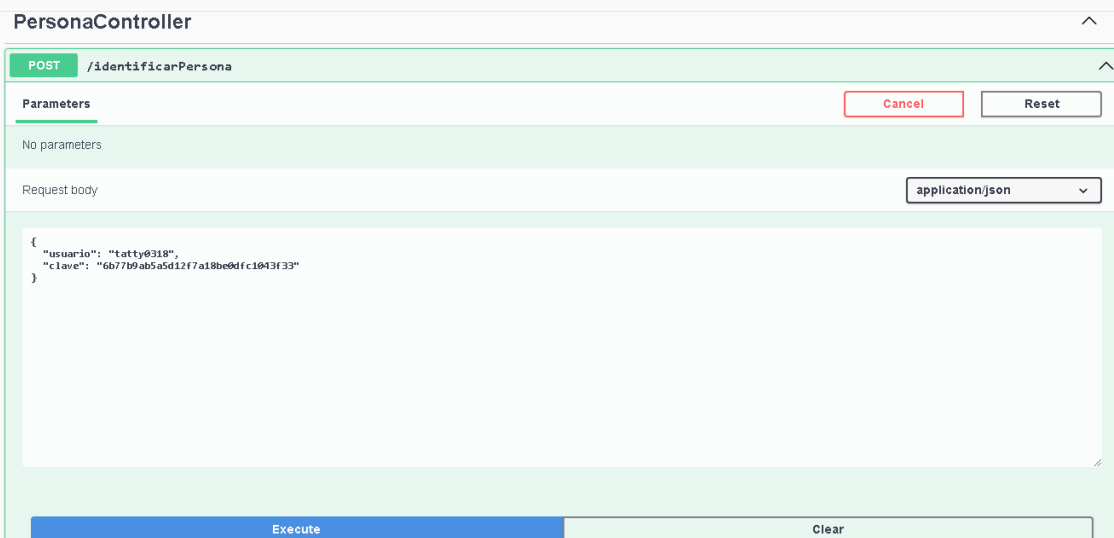 PersonaController
POST /identificarPersona
Parameters
Cancel
Reset
No parameters
Request body
application/json
{
"usuario": "tatty0318",
"clave": "6b77b9ab5a5d12f7a18be0dfc1043f33"
}
Execute
Clear